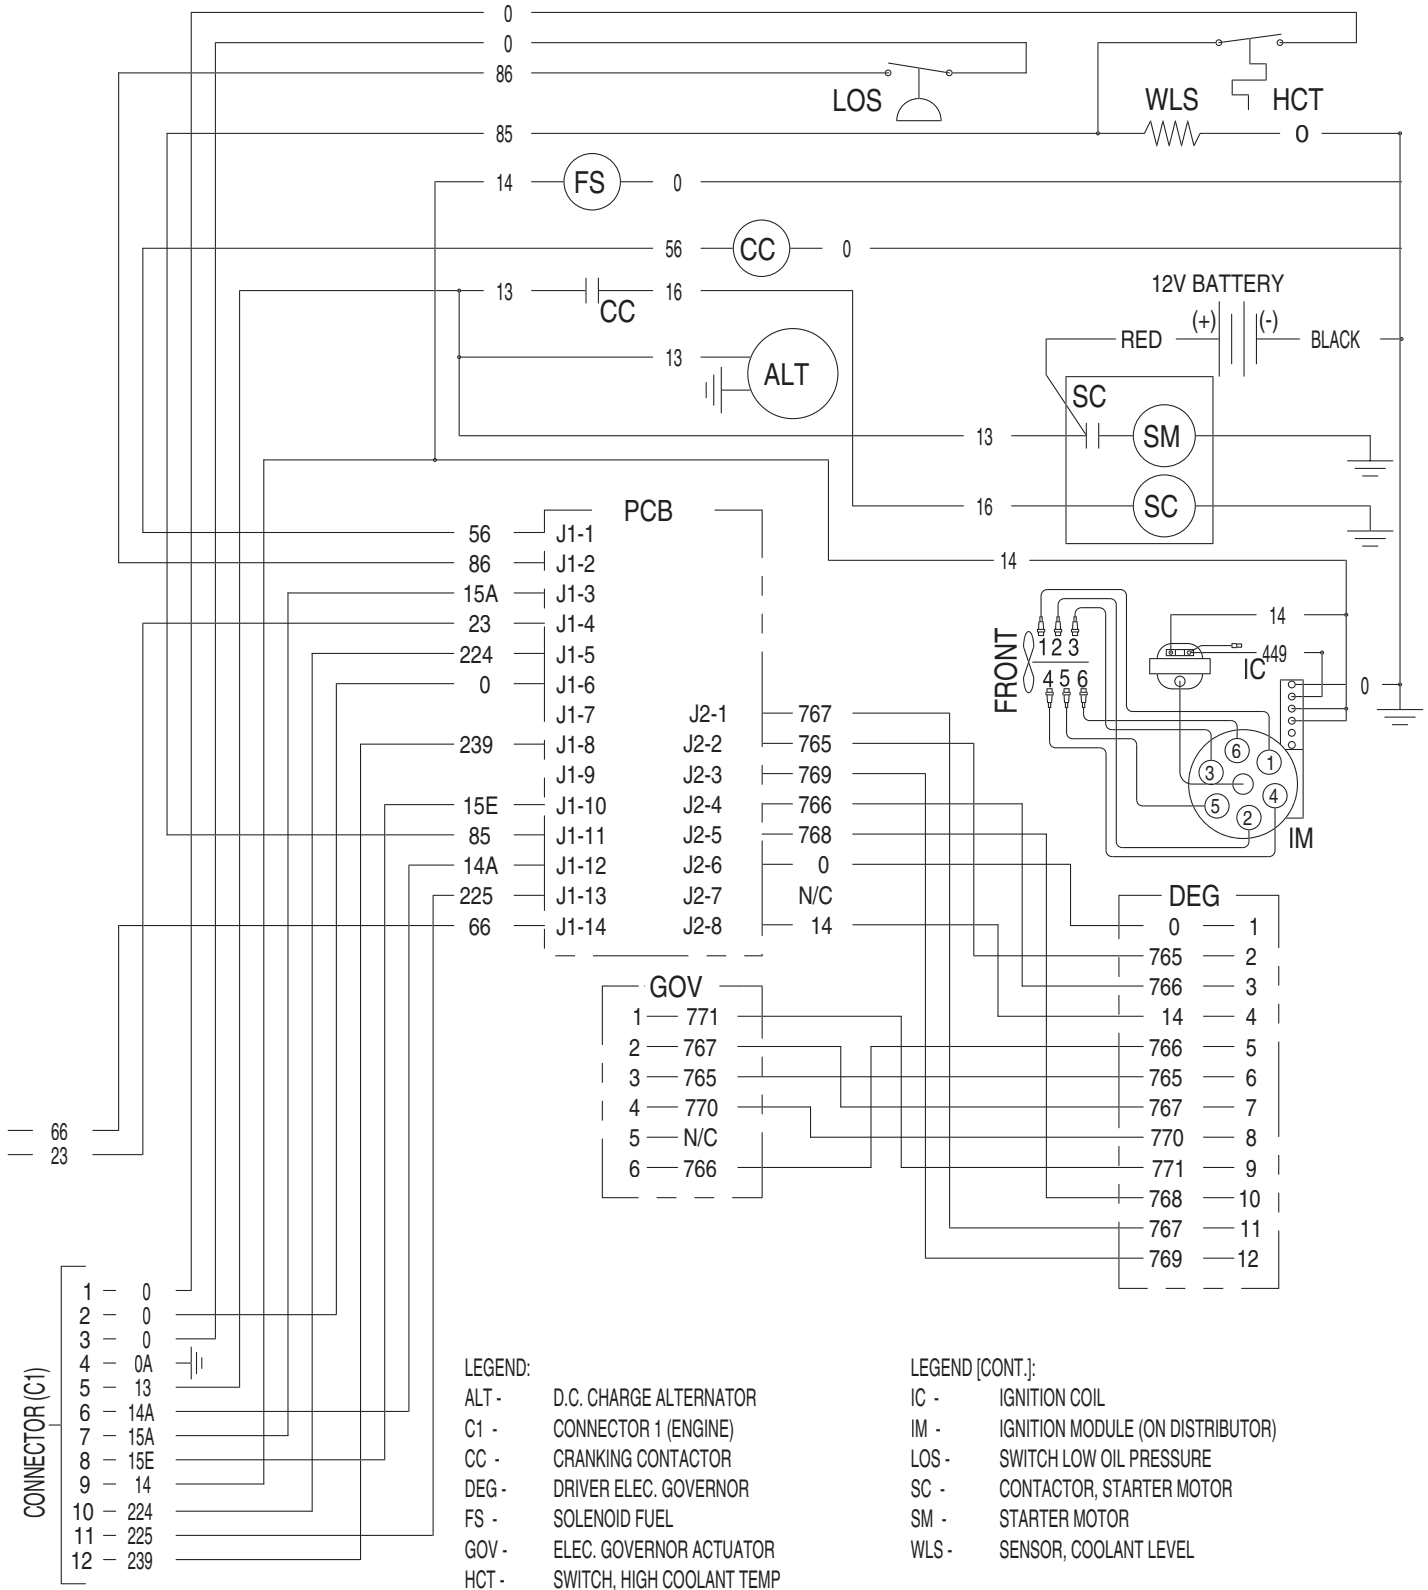 0
0
86
LOS
WLS
HCT
85
0
14
FS
0
56
CC
0
12V BATTERY
13
CC
16
(+)
(-)
RED
BLACK
13
ALT
SC
13
SM
16
SC
PCB
56
J1-1
86
J1-2
14
15A
J1-3
23
J1-4
14
224
J1-5
FRONT
1 2 3
4 5 6
449
IC
0
J1-6
0
J1-7
J2-1
767
239
J1-8
J2-2
765
J1-9
J2-3
769
15E
J1-10
J2-4
766
85
J1-11
J2-5
768
14A
J1-12
J2-6
0
225
J1-13
J2-7
N/C
66
J1-14
J2-8
14
6
1
3
4
5
2
IM
DEG
0 1
765 2
766 3
14 4
766 5
765 6
767 7
770 8
771 9
768 10
767 11
769 12
GOV
1 771
2 767
3 765
4 770
5 N/C
6 766
66
23
CONNECTOR (C1)
1 – 0
2 – 0
3 – 0
4 – 0A
5 – 13
6 – 14A
7 – 15A
8 – 15E
9 – 14
10 – 224
11 – 225
12 – 239
LEGEND:
ALT - D.C. CHARGE ALTERNATOR
C1 - CONNECTOR 1 (ENGINE)
CC - CRANKING CONTACTOR
DEG - DRIVER ELEC. GOVERNOR
FS - SOLENOID FUEL
GOV - ELEC. GOVERNOR ACTUATOR
HCT - SWITCH, HIGH COOLANT TEMP
LEGEND [CONT.]:
IC - IGNITION COIL
IM - IGNITION MODULE (ON DISTRIBUTOR)
LOS - SWITCH LOW OIL PRESSURE
SC - CONTACTOR, STARTER MOTOR
SM - STARTER MOTOR
WLS - SENSOR, COOLANT LEVEL